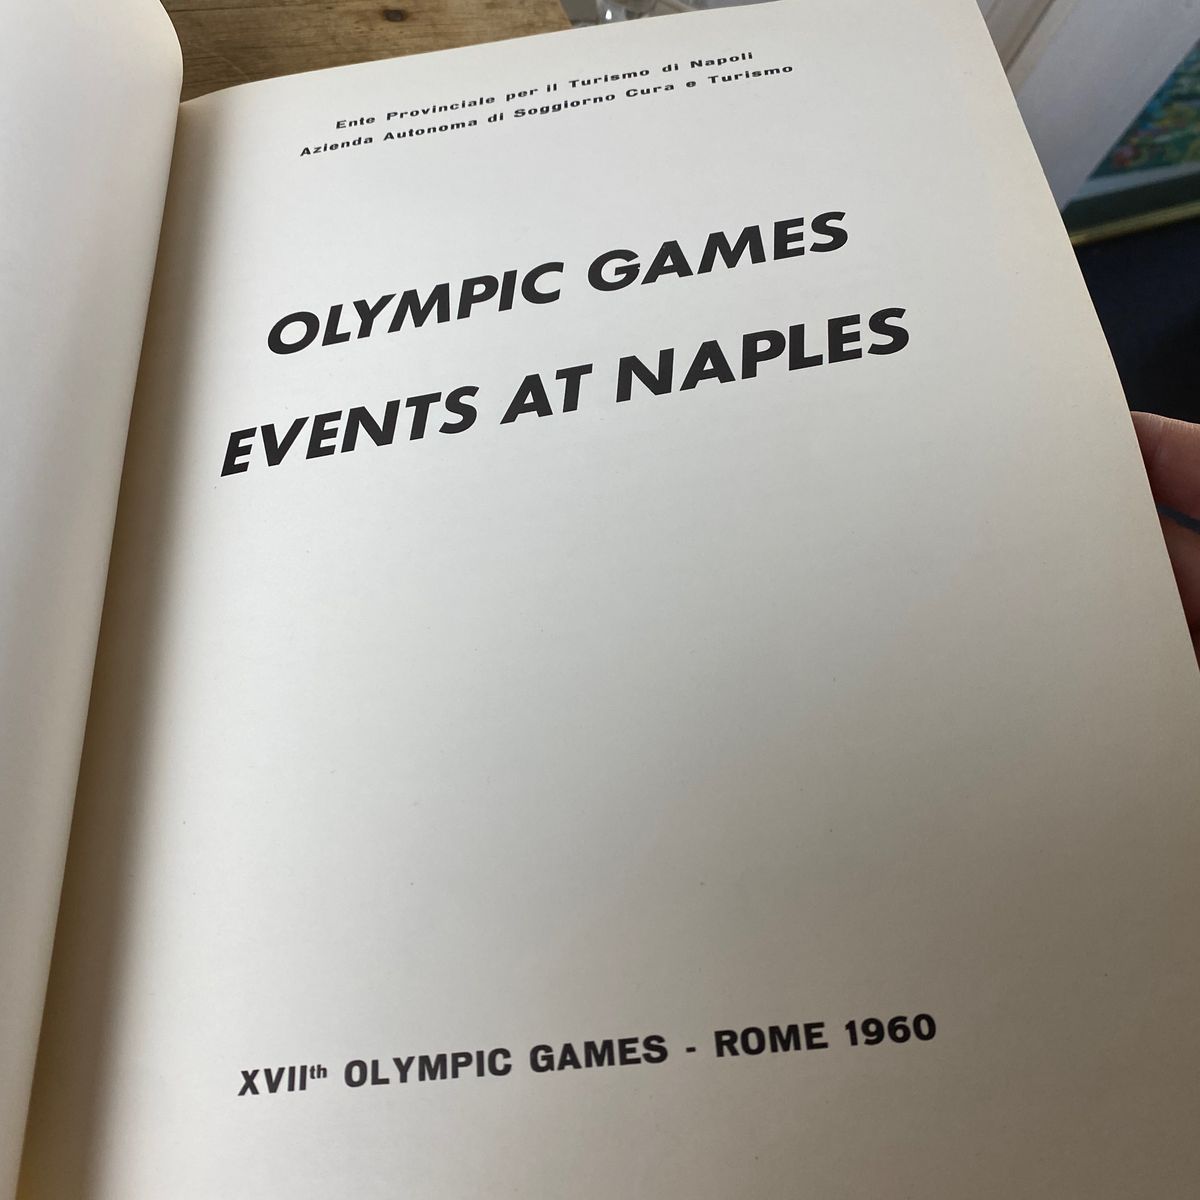 Ente Provinciale per il Turismo di Napoli
Azienda Autonoma di Soggiorno Cura e Turismo
OLYMPIC GAMES
EVENTS AT NAPLES
XVIIth OLYMPIC GAMES - ROME 1960